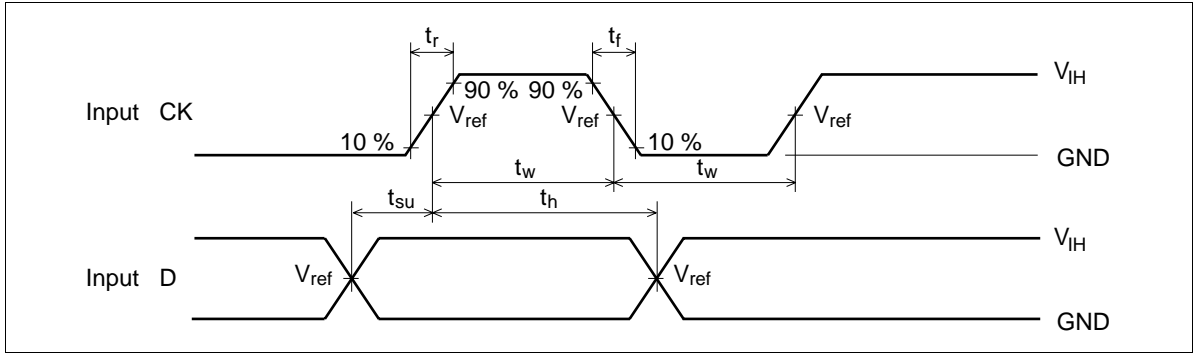 tr tf
VIH
90 % 90 %
Input CK Vref Vref Vref
10 % 10 %
GND
tw tw
tsu th
VIH
Input D Vref Vref
GND